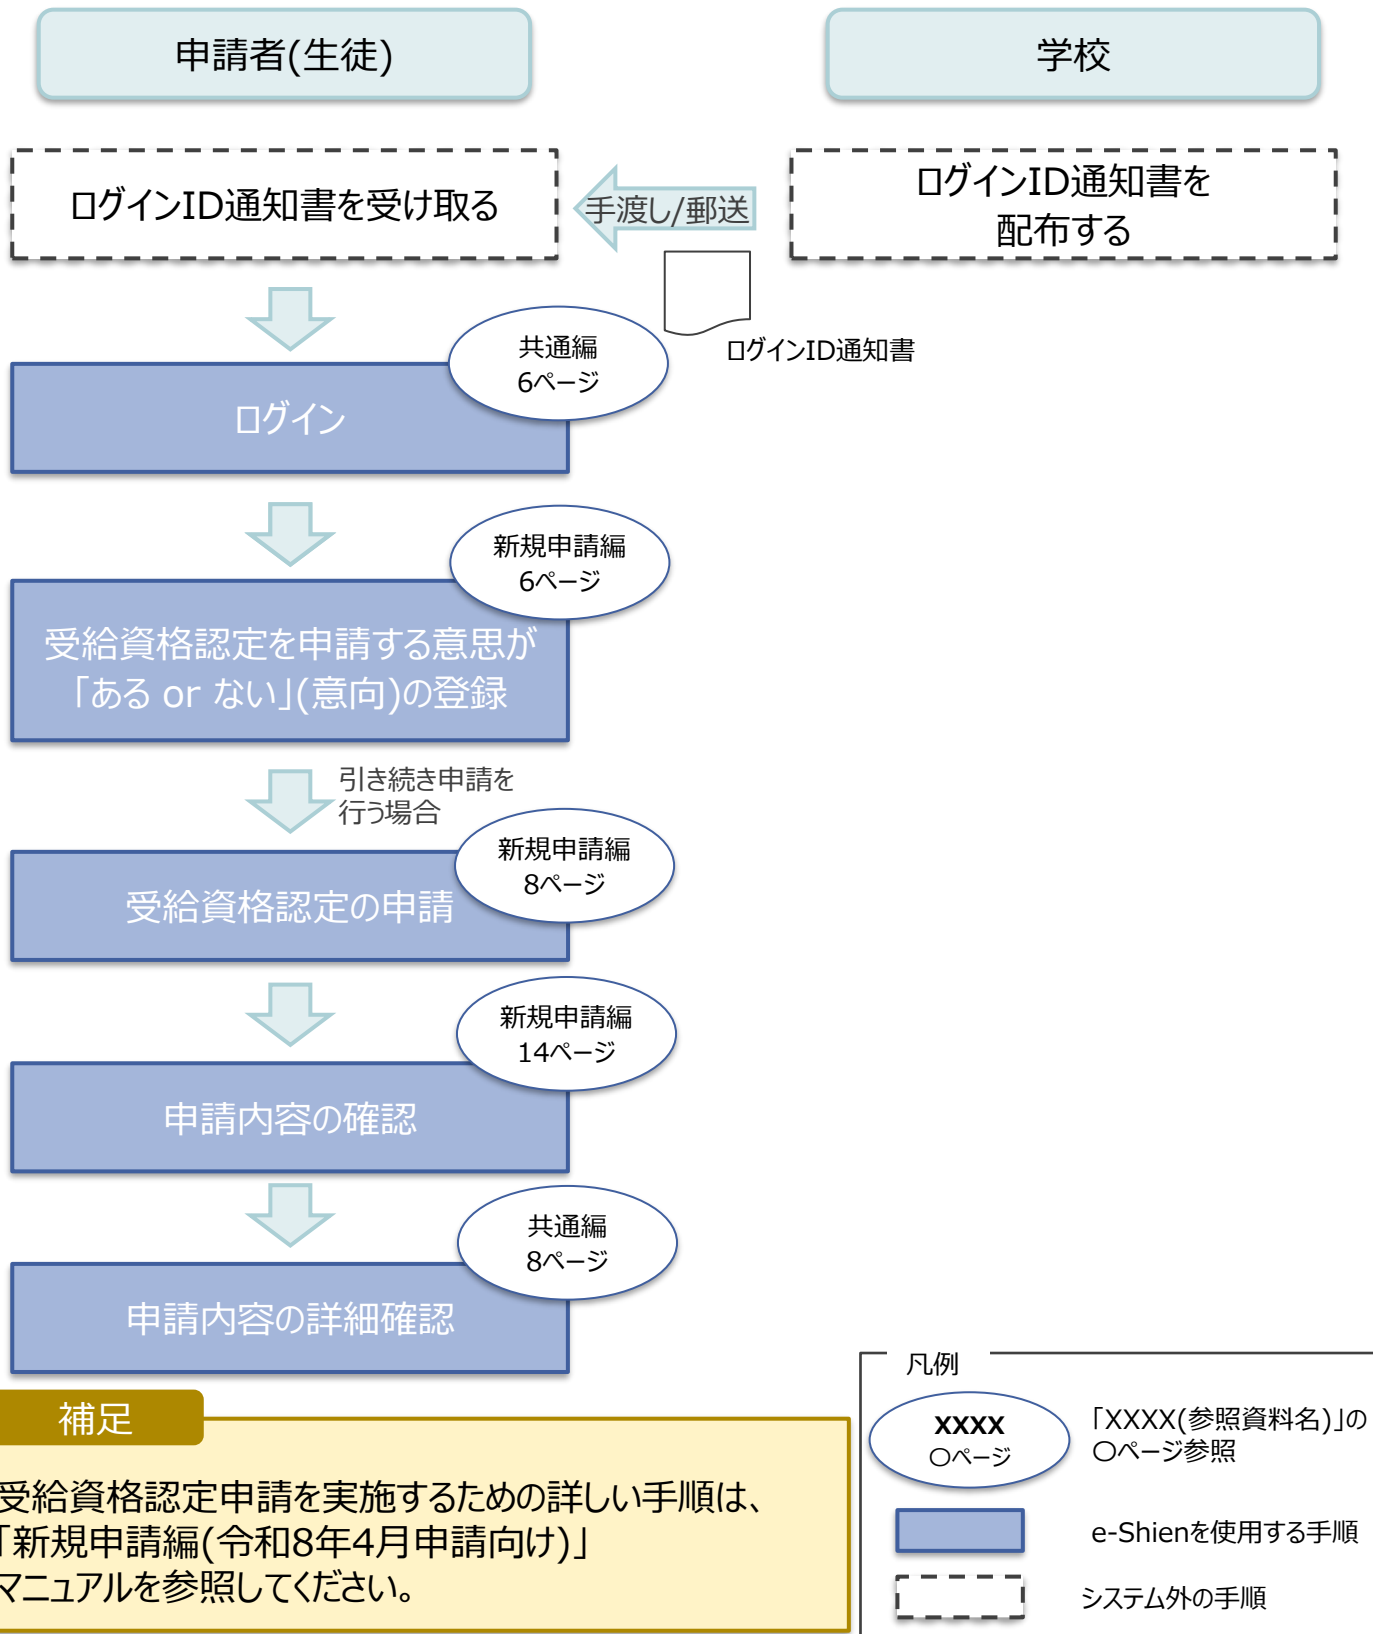 申請者(生徒)
学校
ログインID通知書を受け取る
手渡し/郵送
ログインID通知書を
配布する
ログインID通知書
共通編
6ページ
ログイン
新規申請編
6ページ
受給資格認定を申請する意思が
「ある or ない」(意向)の登録
引き続き申請を
行う場合
新規申請編
8ページ
受給資格認定の申請
新規申請編
14ページ
申請内容の確認
共通編
8ページ
申請内容の詳細確認
補足
受給資格認定申請を実施するための詳しい手順は、
「新規申請編(令和8年4月申請向け)」
マニュアルを参照してください。
凡例
XXXX
〇ページ
「XXXX(参照資料名)」の
〇ページ参照
e-Shienを使用する手順
システム外の手順